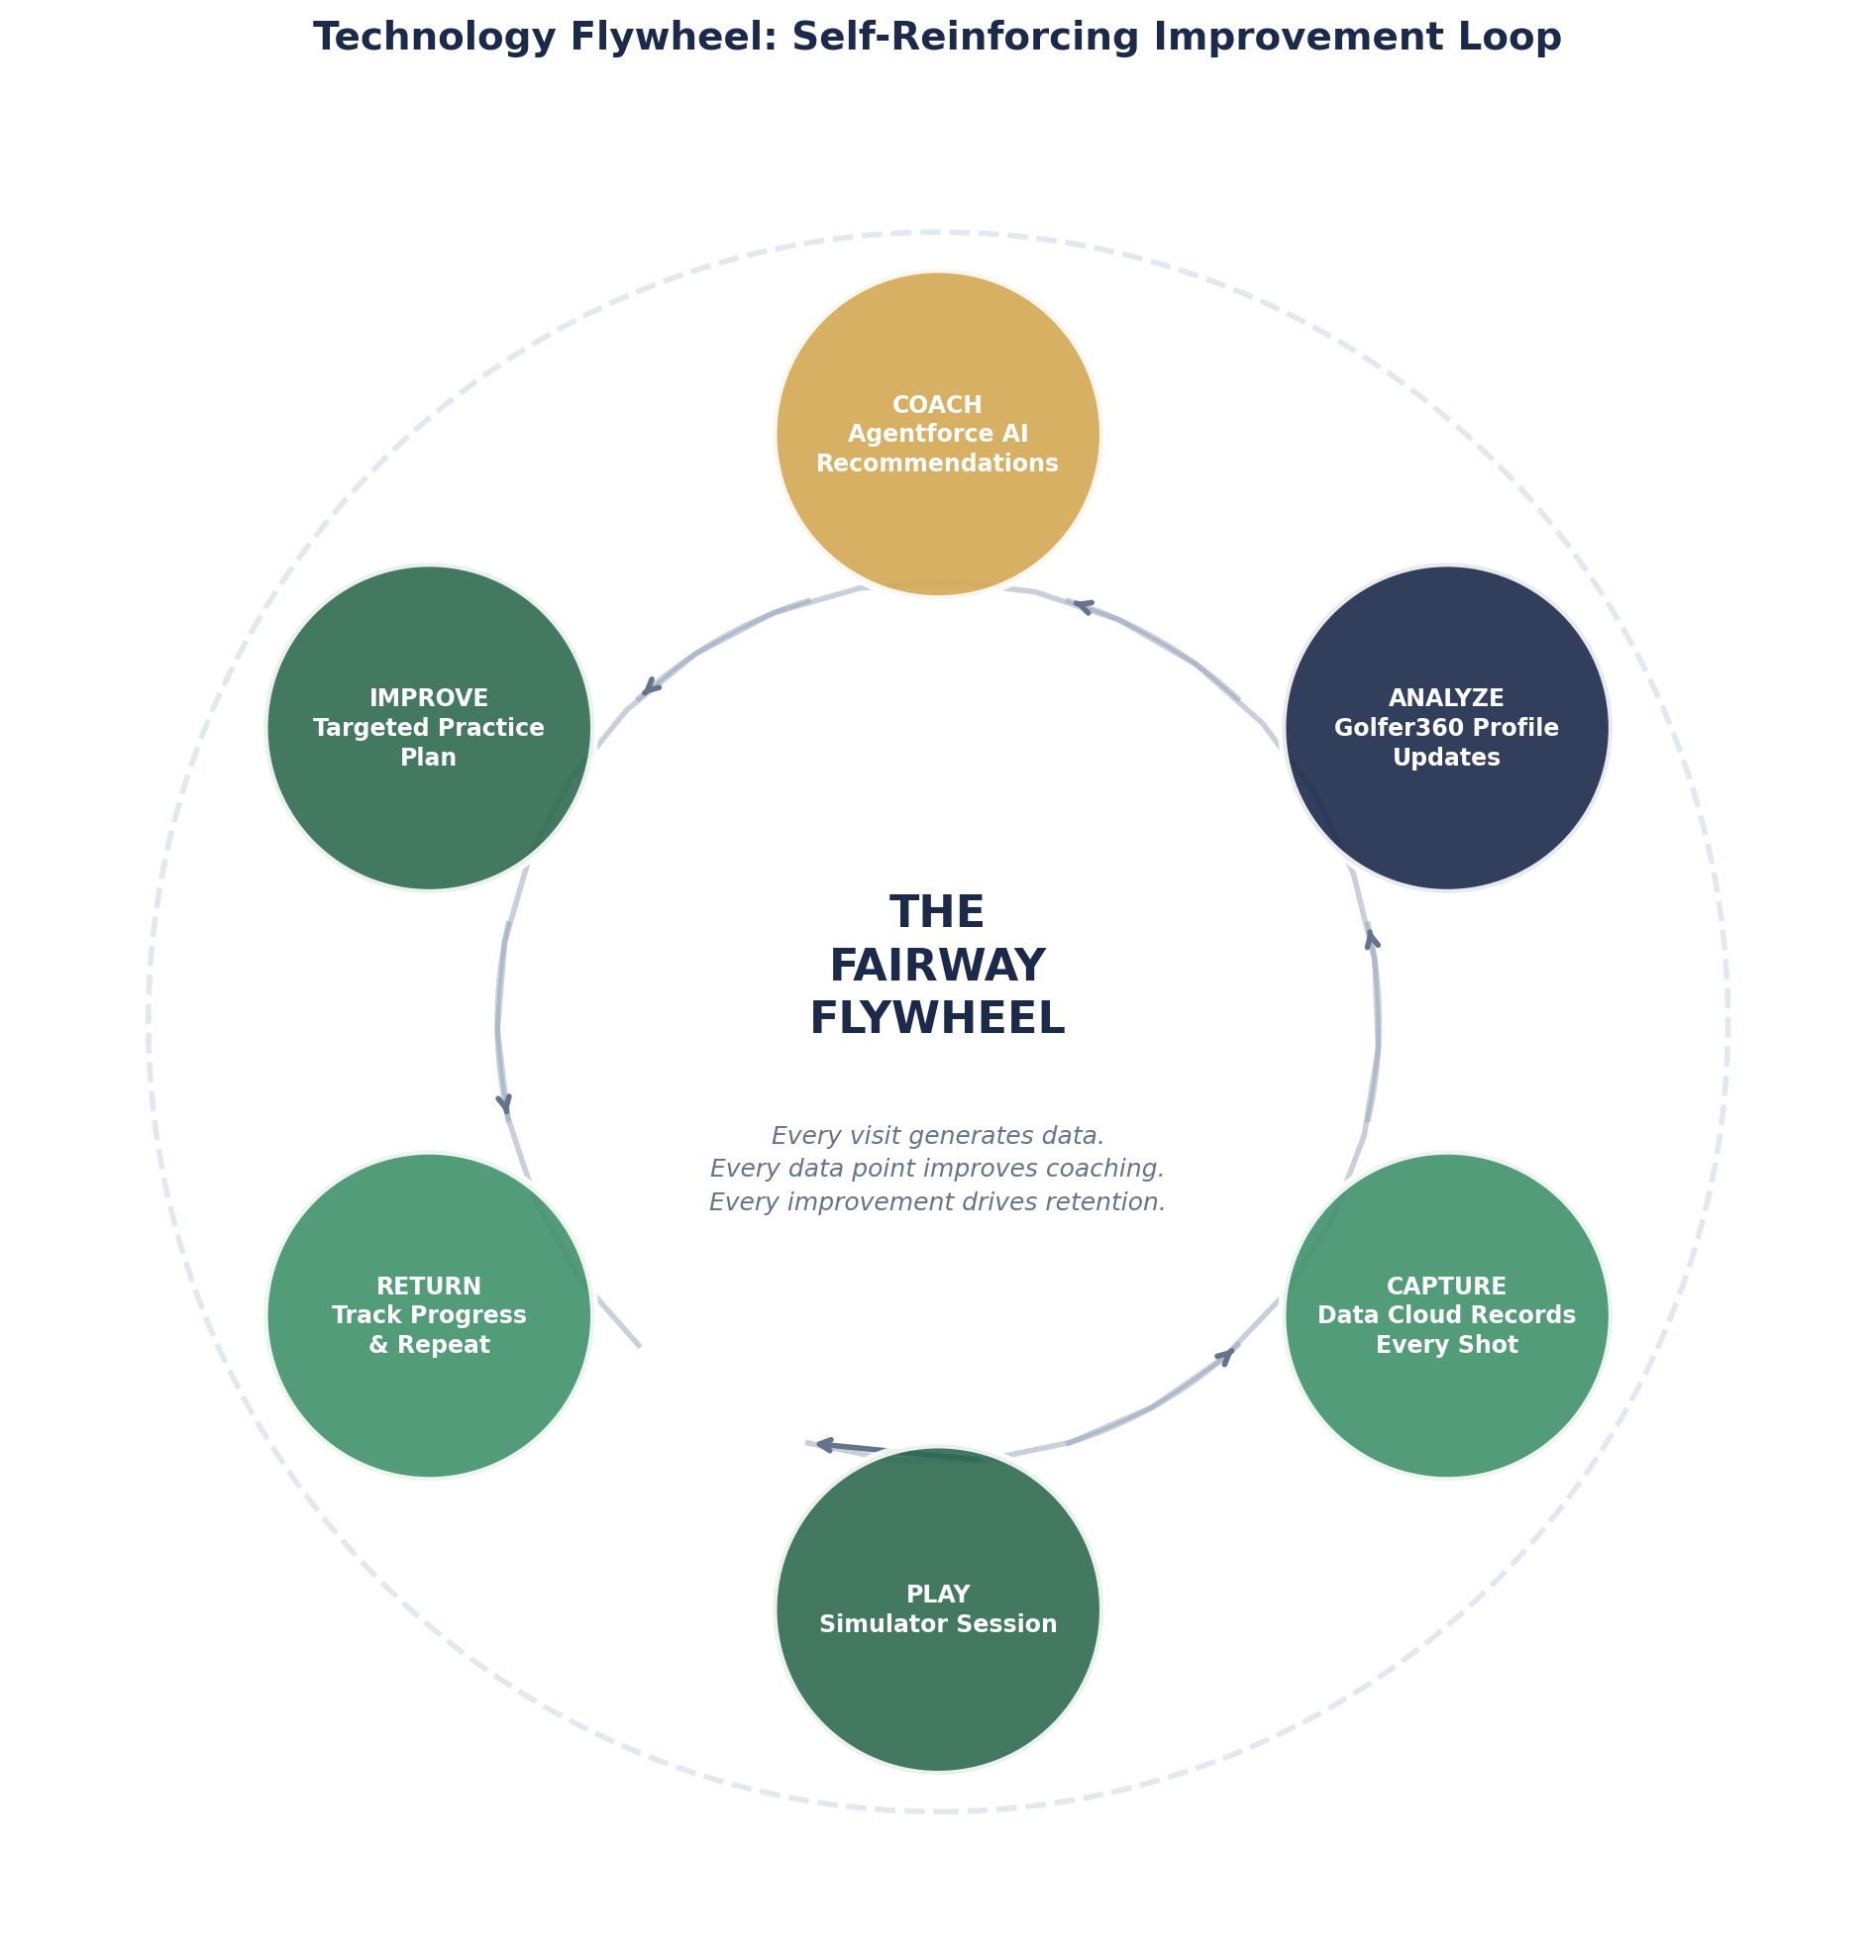 Technology Flywheel: Self-Reinforcing Improvement Loop
COACH
Agentforce AI
Recommendations
IMPROVE
Targeted Practice
Plan
ANALYZE
Golfer360 Profile
Updates
THE
FAIRWAY
FLYWHEEL
Every visit generates data.
Every data point improves coaching.
Every improvement drives retention.
RETURN
Track Progress
& Repeat
CAPTURE
Data Cloud Records
Every Shot
PLAY
Simulator Session